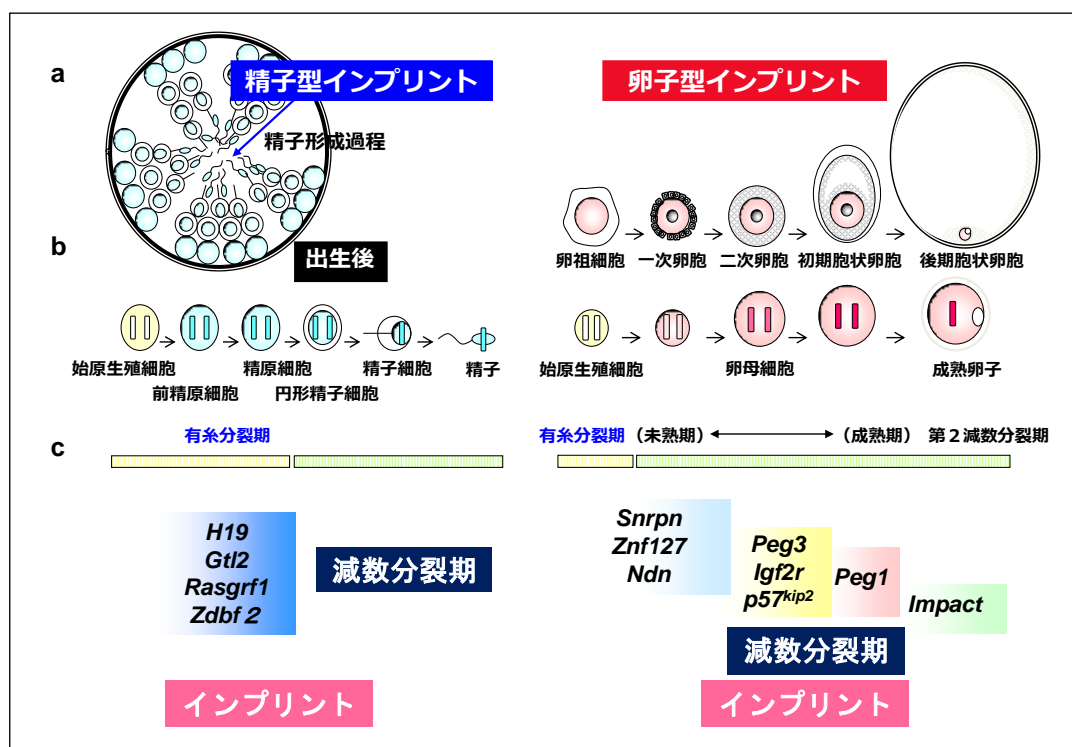 a
精子型インプリント
精子形成過程
卵子型インプリント
卵祖細胞
一次卵胞
二次卵胞
初期胞状卵胞
後期胞状卵胞
b
出生後
始原生殖細胞
前精原細胞
精原細胞
円形精子細胞
精子細胞
精子
始原生殖細胞
卵母細胞
成熟卵子
c
有糸分裂期
有糸分裂期
（未熟期）
（成熟期）
第２減数分裂期
H19
Gtl2
Rasgrf1
Zdbf２
減数分裂期
インプリント
Snrpn
Znf127
Ndn
Peg3
Igf2r
p57kip2
Peg1
Impact
減数分裂期
インプリント